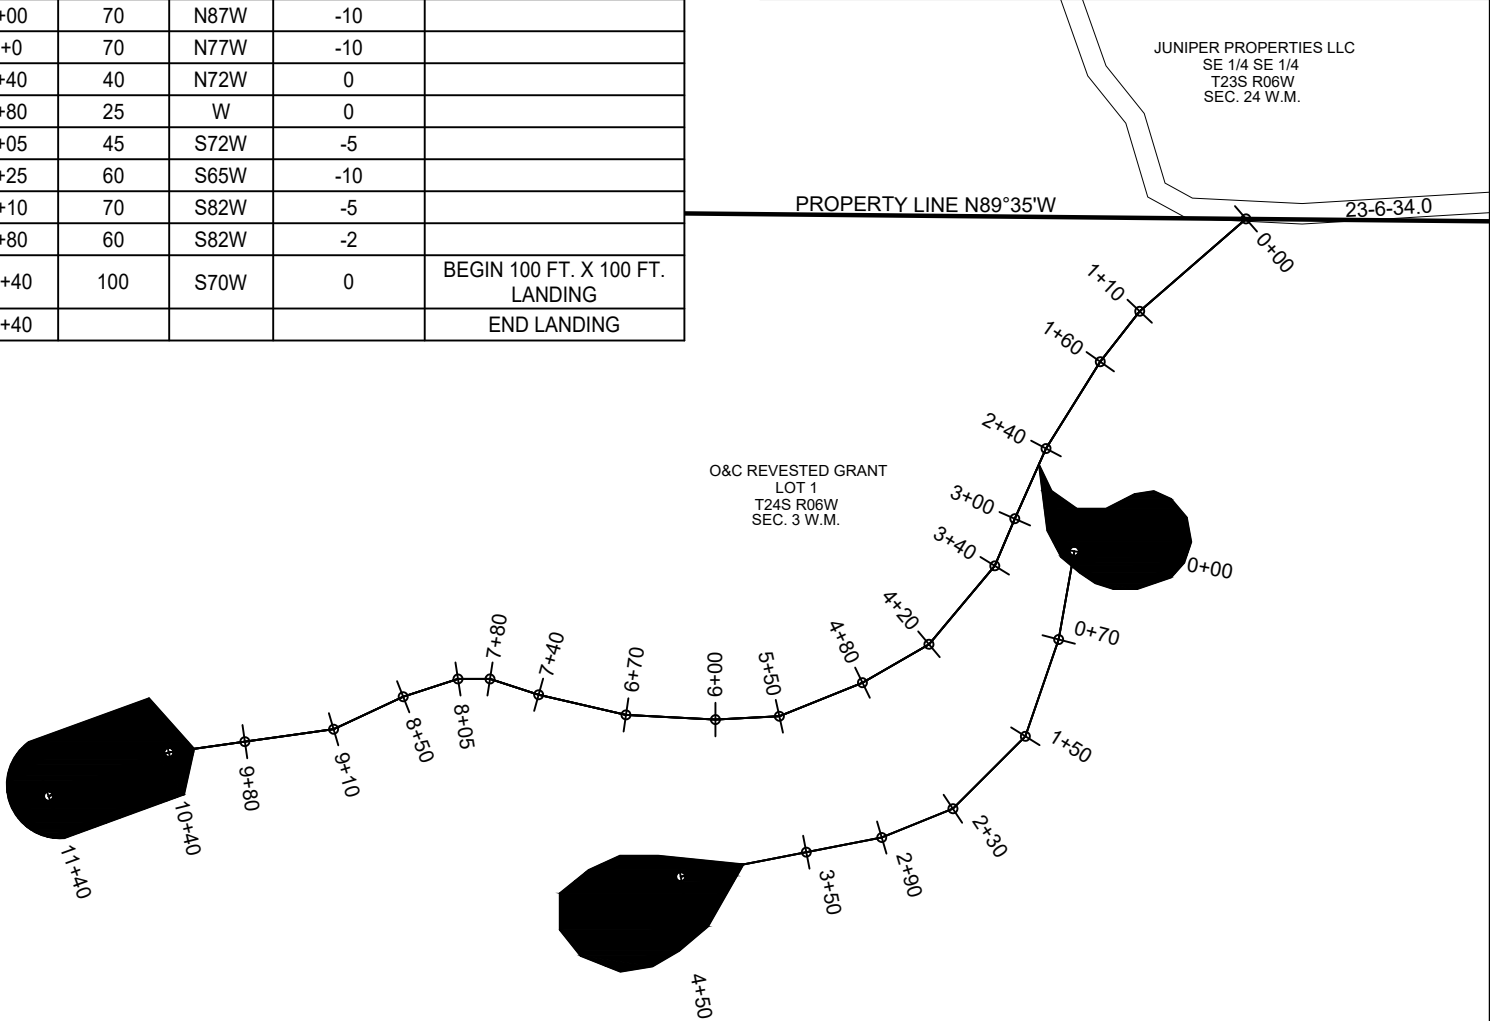 +00 70 N87W -10
+0 70 N77W -10
+40 40 N72W 0
+80 25 W 0
+05 45 S72W -5
+25 60 S65W -10
+10 70 S82W -5
+80 60 S82W -2
+40 100 S70W 0 BEGIN 100 FT. X 100 FT.
LANDING
+40 END LANDING
JUNIPER PROPERTIES LLC
SE 1/4 SE 1/4
T23S R06W
SEC. 24 W.M.
PROPERTY LINE N89°35'W
23-6-34.0
0+00
1+10
1+60
2+40
O&C REVESTED GRANT
LOT 1
T24S R06W
SEC. 3 W.M.
3+00
3+40
4+20
4+80
5+50
6+00
6+70
7+40
7+80
8+05
8+50
9+10
9+80
10+40
11+40
0+00
0+70
1+50
2+30
2+90
3+50
4+50